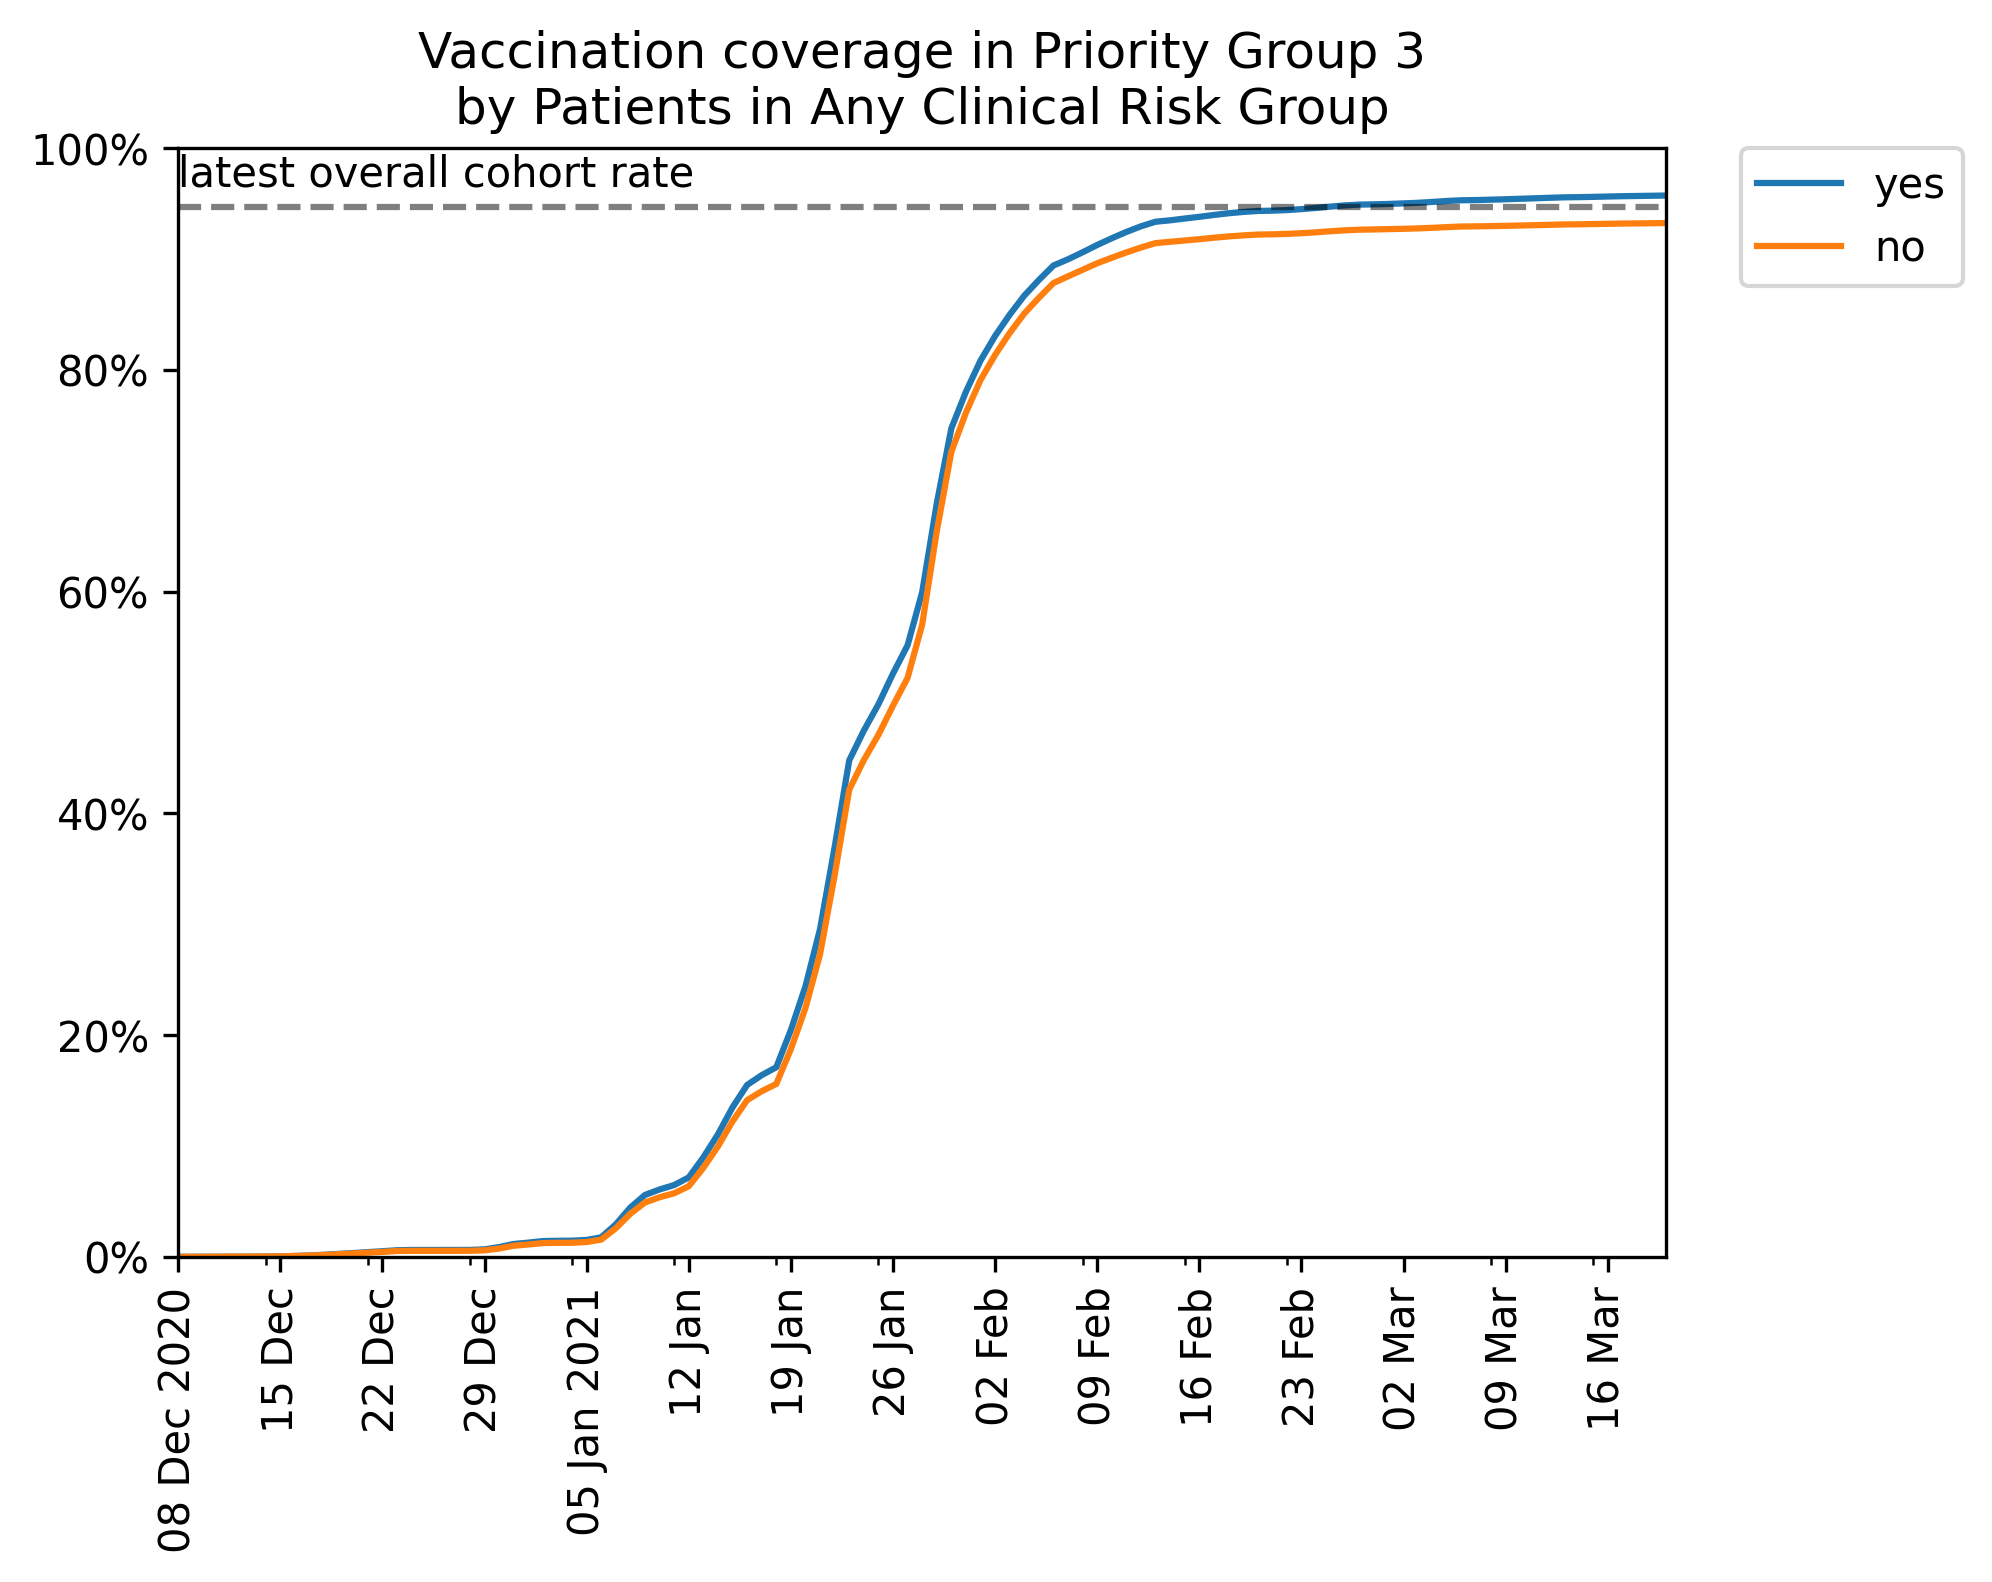 Vaccination coverage in Priority Group 3
by Patients in Any Clinical Risk Group
100%
80%
60%
40%
20%
0%
latest overall cohort rate
yes
no
08 Dec 2020
15 Dec
22 Dec
29 Dec
05 Jan 2021
12 Jan
19 Jan
26 Jan
02 Feb
09 Feb
16 Feb
23 Feb
02 Mar
09 Mar
16 Mar